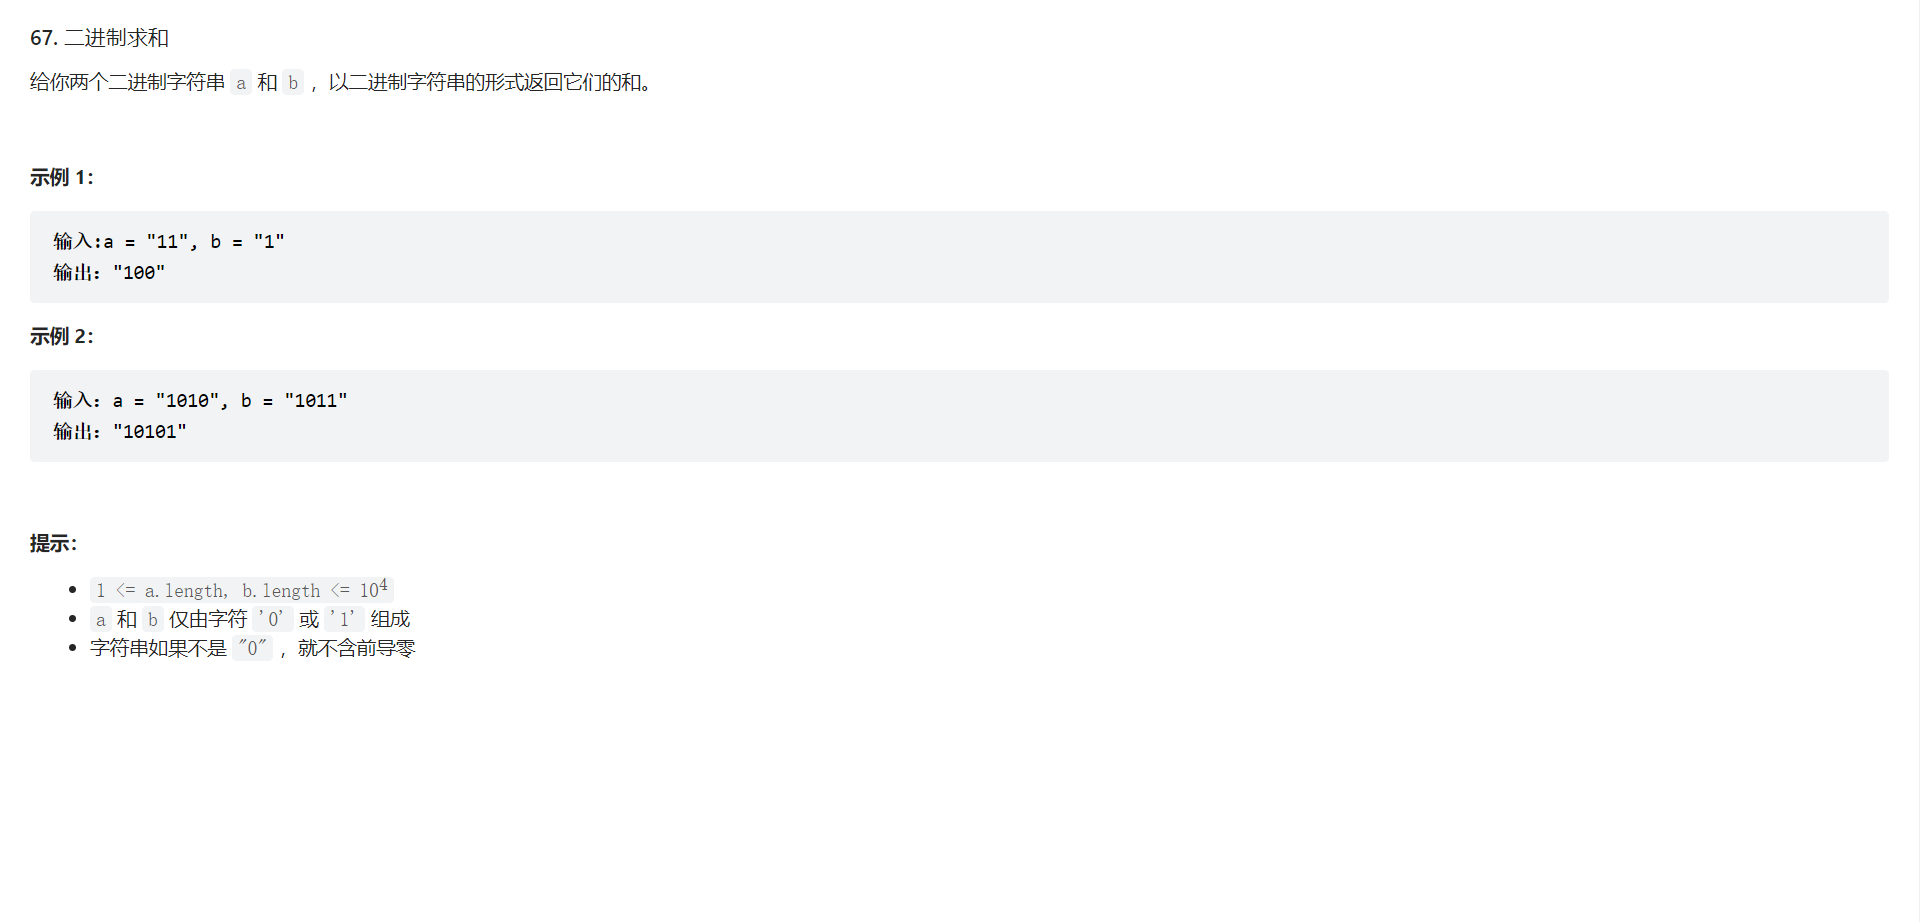 67. 二进制求和
给你两个二进制字符串 a 和 b ，以二进制字符串的形式返回它们的和。
示例 1：
输入:a = "11", b = "1"
输出："100"
示例 2：
输入：a = "1010", b = "1011"
输出："10101"
提示：
• 1 <= a.length, b.length <= 10⁴
• a 和 b 仅由字符 '0' 或 '1' 组成
• 字符串如果不是 "0" ，就不含前导零